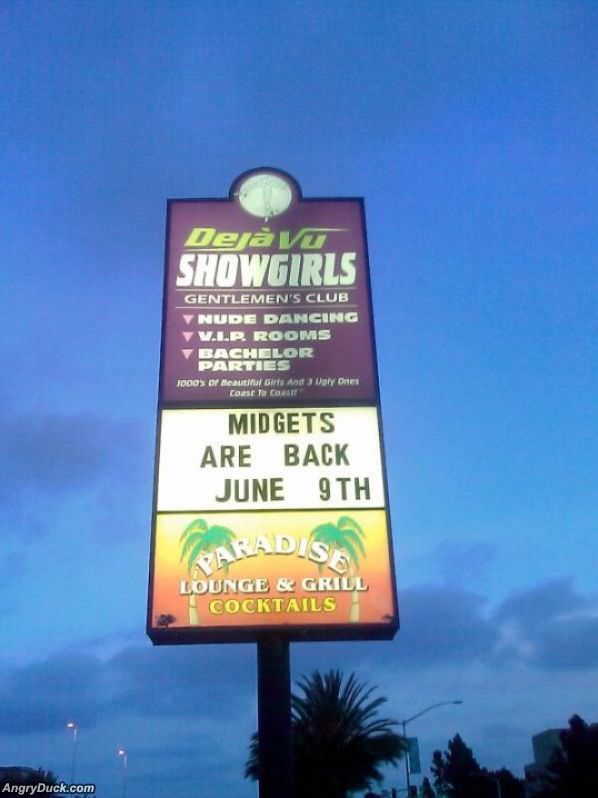 Dejà Vu
SHOWGIRLS
GENTLEMEN'S CLUB
NUDE DANCING
V.I.P. ROOMS
BACHELOR
PARTIES
1000's Of Beautiful Girls And 3 Ugly Ones
Coast To Coast!"
MIDGETS
ARE BACK
JUNE 9TH
PARADISE
LOUNGE & GRILL
COCKTAILS
AngryDuck.com